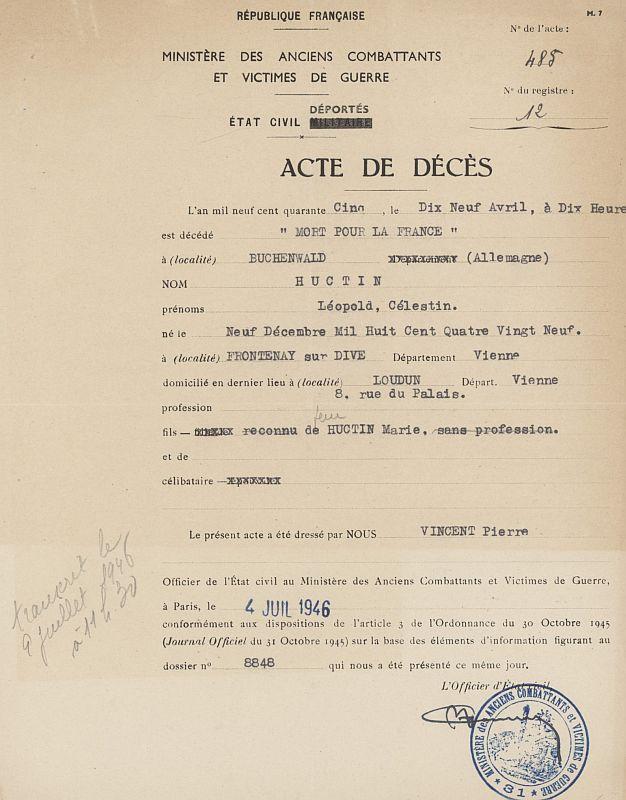 RÉPUBLIQUE FRANÇAISE
M. 7
N° de l'acte :
485
MINISTÈRE DES ANCIENS COMBATTANTS
ET VICTIMES DE GUERRE
N° du registre :
12
DÉPORTÉS
ÉTAT CIVIL MILITAIRE
ACTE DE DÉCÈS
L'an mil neuf cent quarante Cinq , le Dix Neuf Avril, à Dix Heure
est décédé " MORT POUR LA FRANCE "
à (localité) BUCHENWALD (Allemagne)
NOM HUCTIN
prénoms Léopold, Célestin.
né le Neuf Décembre Mil Huit Cent Quatre Vingt Neuf.
à (localité) FRONTENAY sur DIVE Département Vienne
domicilié en dernier lieu à (localité) LOUDUN Départ. Vienne
8, rue du Palais.
profession
feue
fils — reconnu de HUCTIN Marie, sans profession.
et de
célibataire —
Le présent acte a été dressé par NOUS VINCENT Pierre
Officier de l'État civil au Ministère des Anciens Combattants et Victimes de Guerre,
à Paris, le 4 JUIL 1946
conformément aux dispositions de l'article 3 de l'Ordonnance du 30 Octobre 1945
(Journal Officiel du 31 Octobre 1945) sur la base des éléments d'information figurant au
dossier n° 8848 qui nous a été présenté ce même jour.
L'Officier d'État civil
MINISTÈRE des ANCIENS COMBATTANTS et VICTIMES de GUERRE
31
transcrit le
9 juillet 1946
à 11 h 30